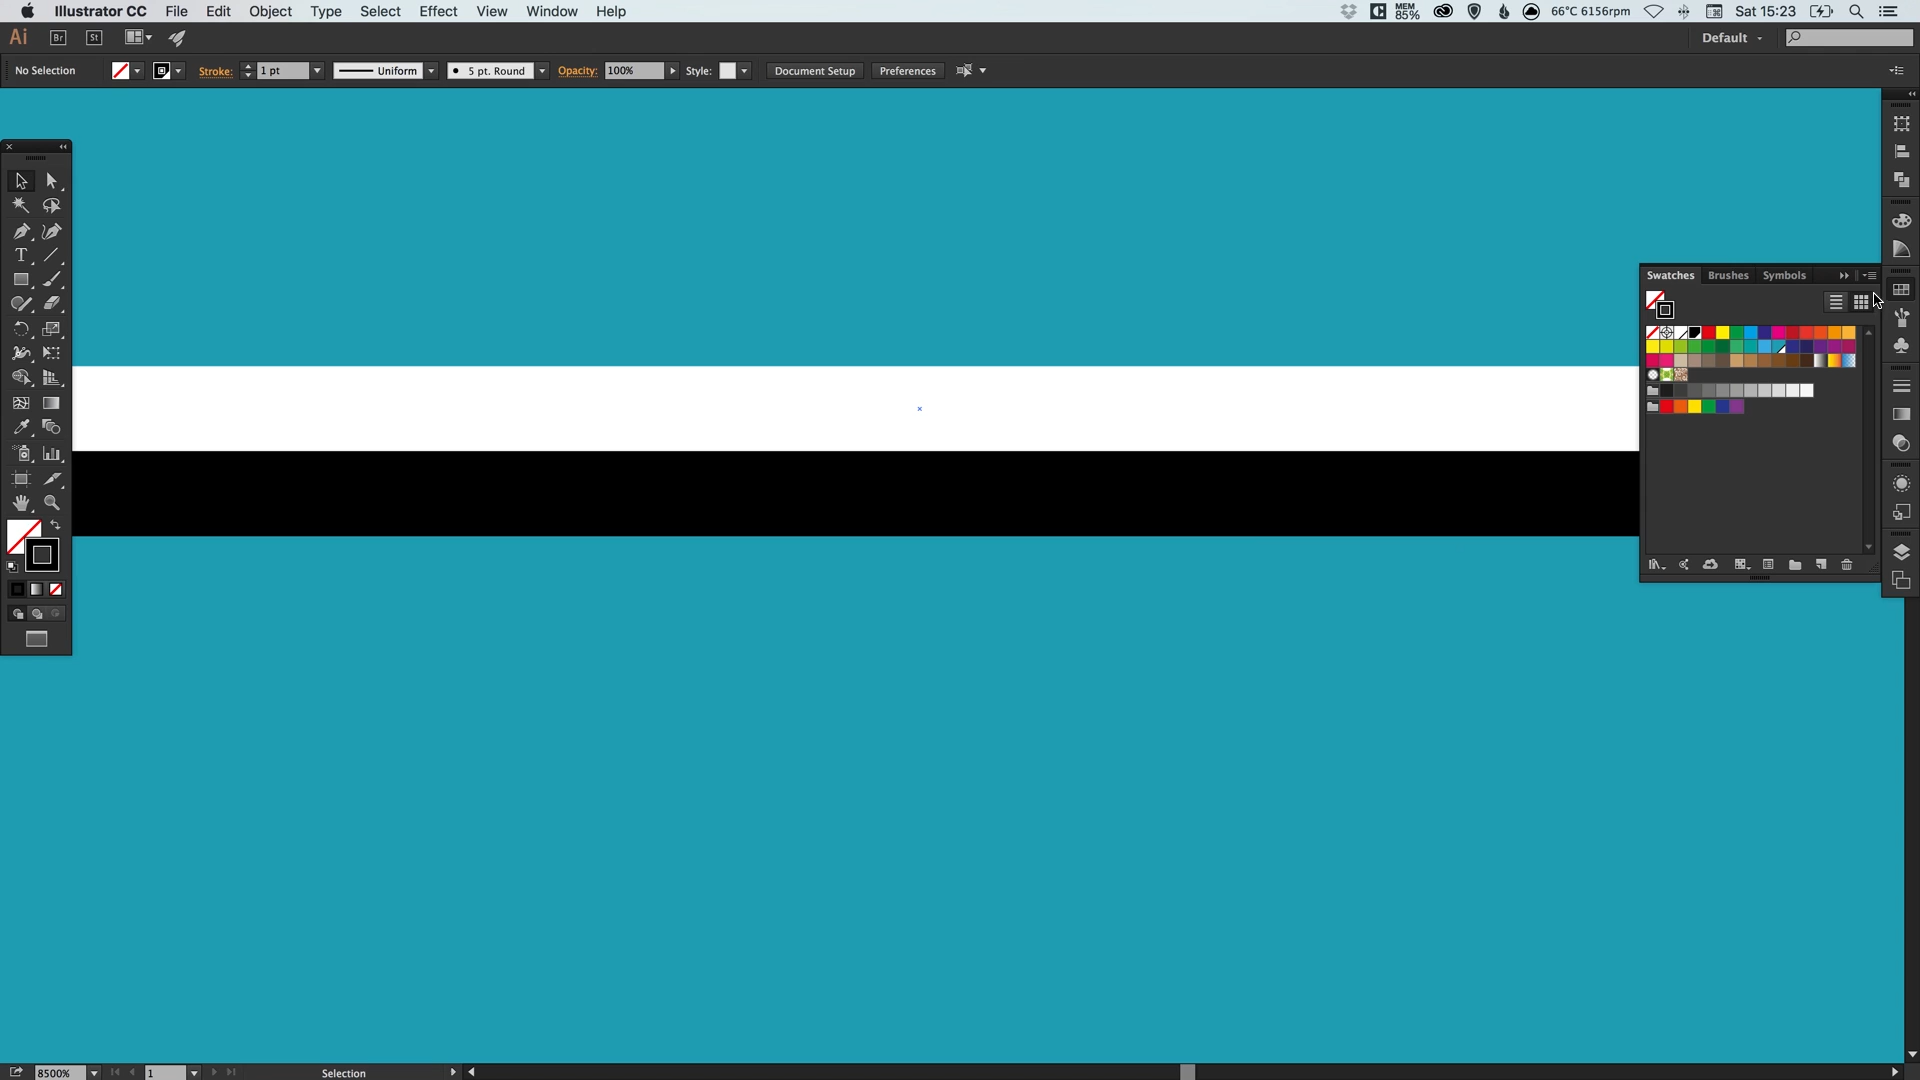 Illustrator CC File Edit Object Type Select Effect View Window Help MEM 85% 66°C 6156rpm Sat 15:23
Ai Br St Default
No Selection Stroke: 1 pt Uniform 5 pt. Round Opacity: 100% Style: Document Setup Preferences
Swatches Brushes Symbols
T
8500% 1 Selection